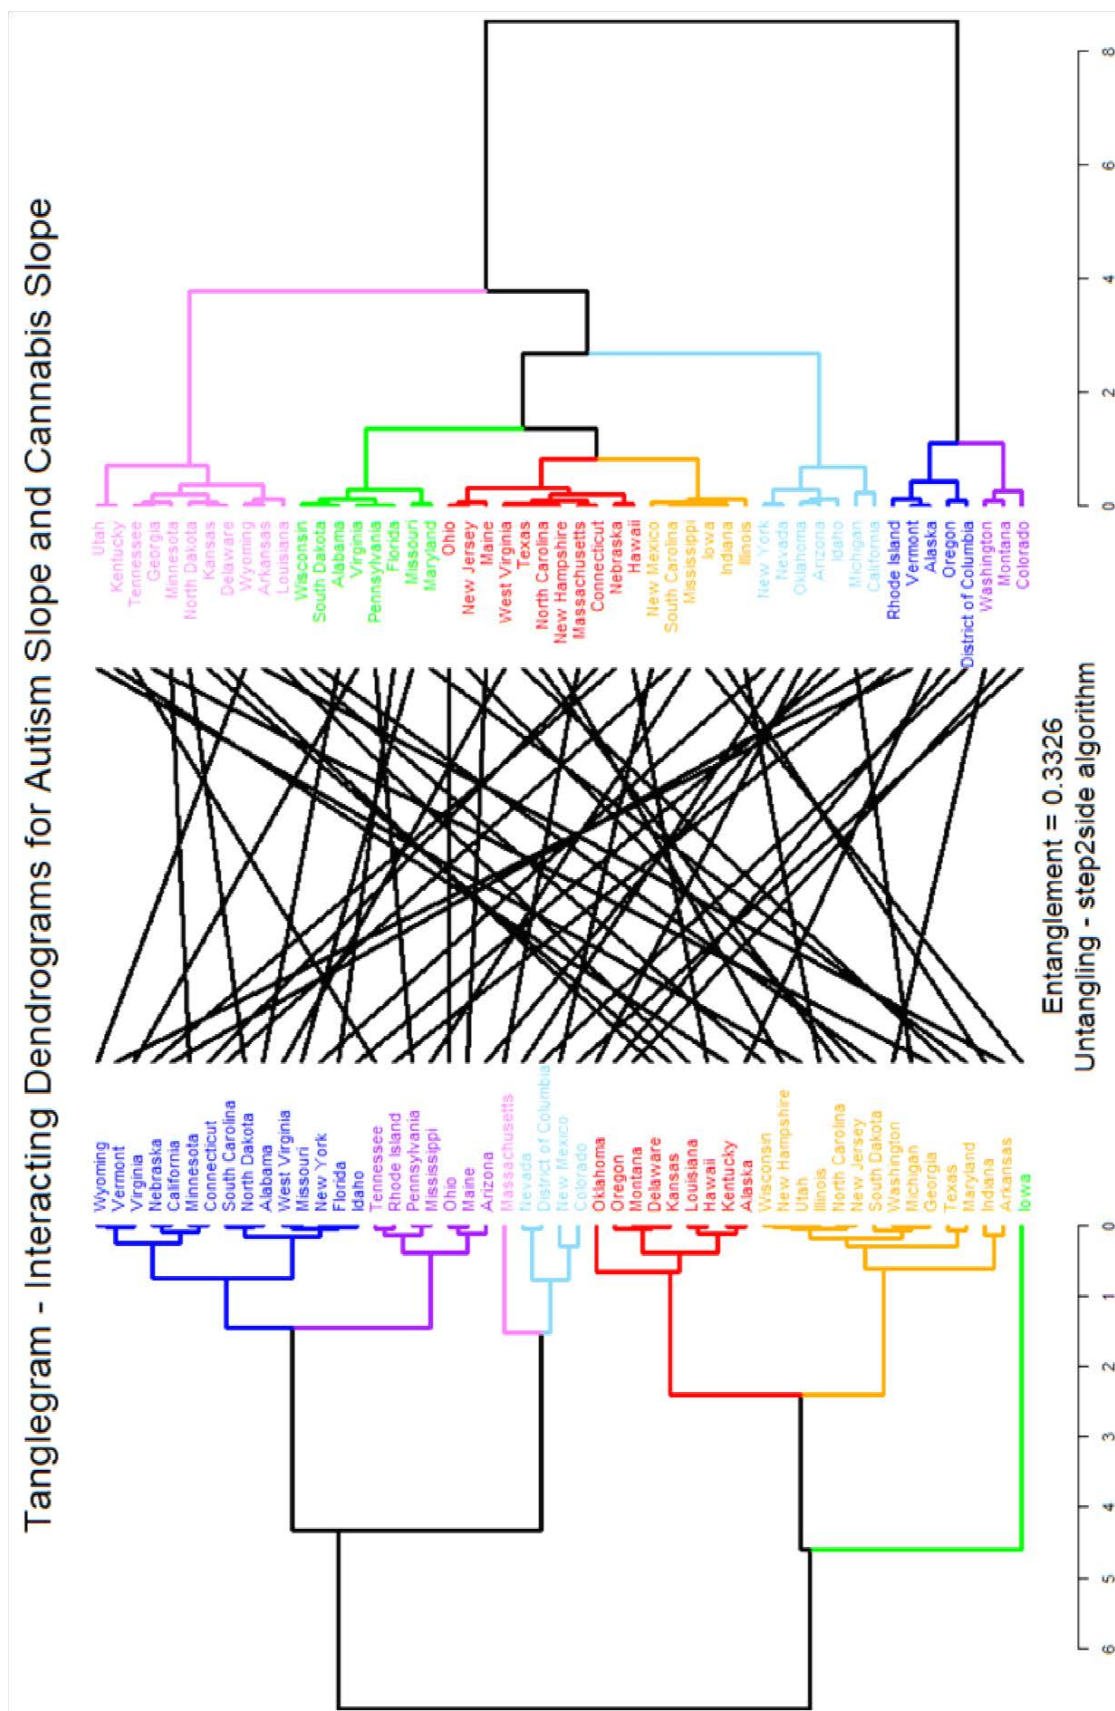 Tanglegram - Interacting Dendrograms for Autism Slope and Cannabis Slope
Wyoming
Vermont
Virginia
Nebraska
California
Minnesota
Connecticut
South Carolina
North Dakota
Alabama
West Virginia
Missouri
New York
Florida
Idaho
Tennessee
Rhode Island
Pennsylvania
Mississippi
Ohio
Maine
Arizona
Massachusetts
Nevada
District of Columbia
New Mexico
Colorado
Oklahoma
Oregon
Montana
Delaware
Kansas
Louisiana
Hawaii
Kentucky
Alaska
Wisconsin
New Hampshire
Utah
Illinois
North Carolina
New Jersey
South Dakota
Washington
Michigan
Georgia
Texas
Maryland
Indiana
Arkansas
Iowa
6 5 4 3 2 1 0
Utah
Kentucky
Tennessee
Georgia
Minnesota
North Dakota
Kansas
Delaware
Wyoming
Arkansas
Louisiana
Wisconsin
South Dakota
Alabama
Virginia
Pennsylvania
Florida
Missouri
Maryland
Ohio
New Jersey
Maine
West Virginia
Texas
North Carolina
New Hampshire
Massachusetts
Connecticut
Nebraska
Hawaii
New Mexico
South Carolina
Mississippi
Iowa
Indiana
Illinois
New York
Nevada
Oklahoma
Arizona
Idaho
Michigan
California
Rhode Island
Vermont
Alaska
Oregon
District of Columbia
Washington
Montana
Colorado
0 2 4 6 8
Entanglement = 0.3326
Untangling - step2side algorithm